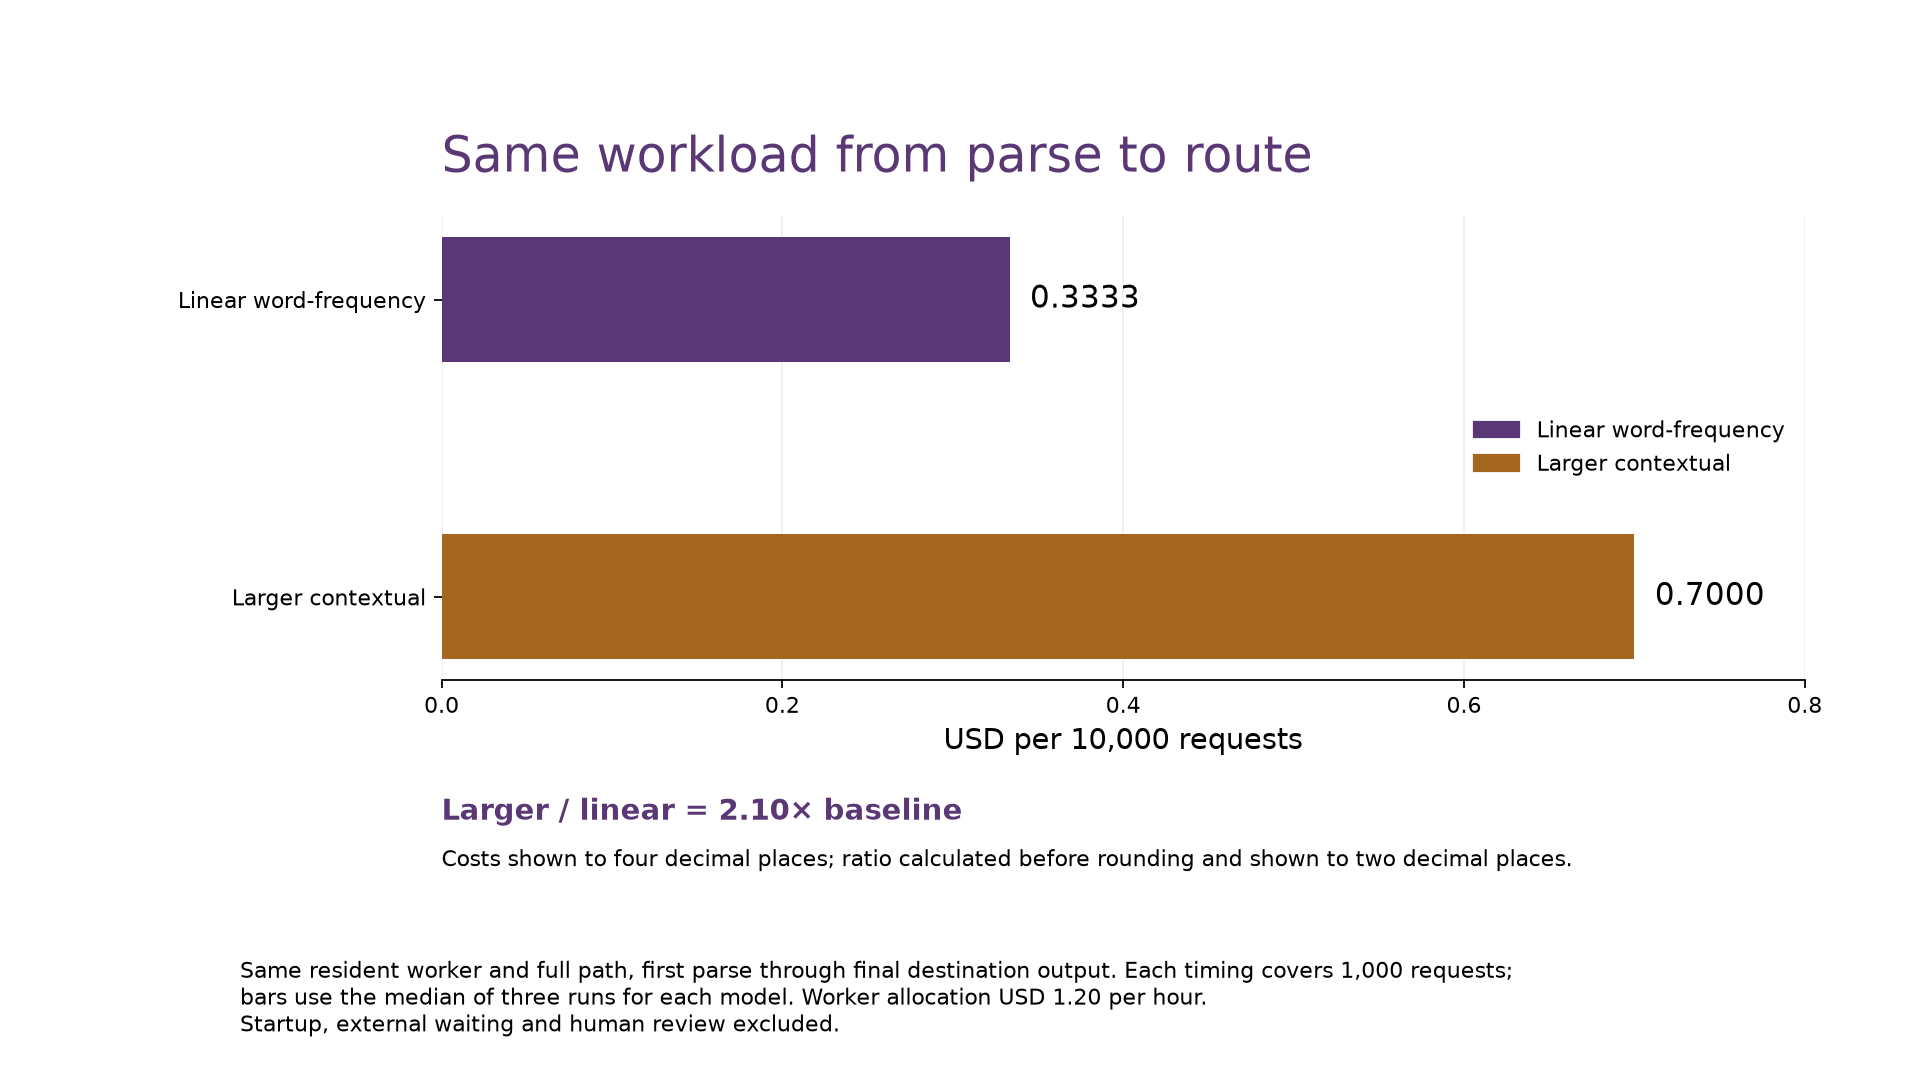 Same workload from parse to route
Linear word-frequency
0.3333
Linear word-frequency
Larger contextual
Larger contextual
0.7000
0.0 0.2 0.4 0.6 0.8
USD per 10,000 requests
Larger / linear = 2.10× baseline
Costs shown to four decimal places; ratio calculated before rounding and shown to two decimal places.
Same resident worker and full path, first parse through final destination output. Each timing covers 1,000 requests;
bars use the median of three runs for each model. Worker allocation USD 1.20 per hour.
Startup, external waiting and human review excluded.